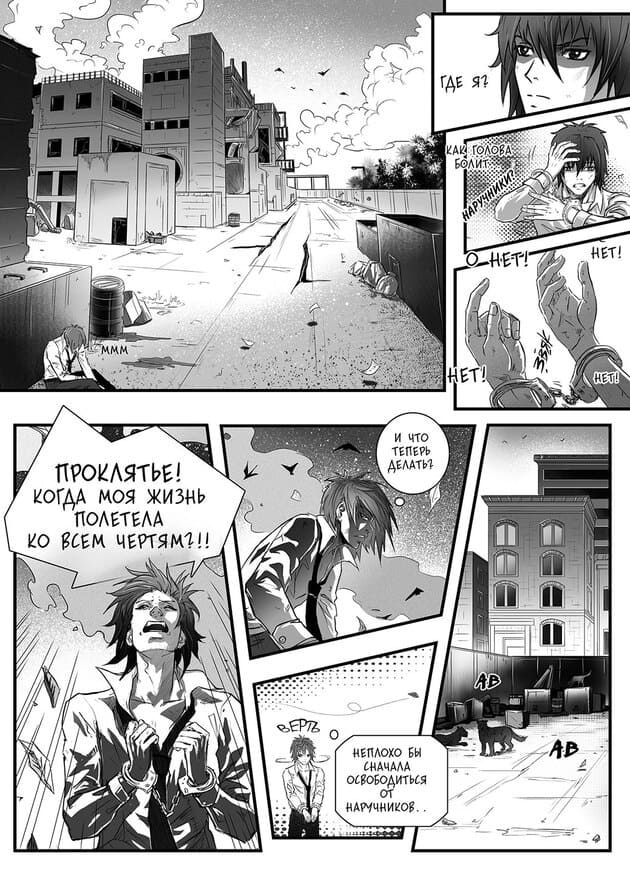 МММ
ГДЕ Я?
КАК ГОЛОВА
БОЛИТ
НАРУЧНИКИ?
О НЕТ!
НЕТ!
НЕТ!
ЗВЯК
НЕТ!
ПРОКЛЯТЬЕ!
КОГДА МОЯ ЖИЗНЬ
ПОЛЕТЕЛА
КО ВСЕМ ЧЕРТЯМ?!!
И ЧТО
ТЕПЕРЬ
ДЕЛАТЬ?
ВЕРТЬ
НЕПЛОХО БЫ
СНАЧАЛА
ОСВОБОДИТЬСЯ
ОТ
НАРУЧНИКОВ..
АВ
АВ